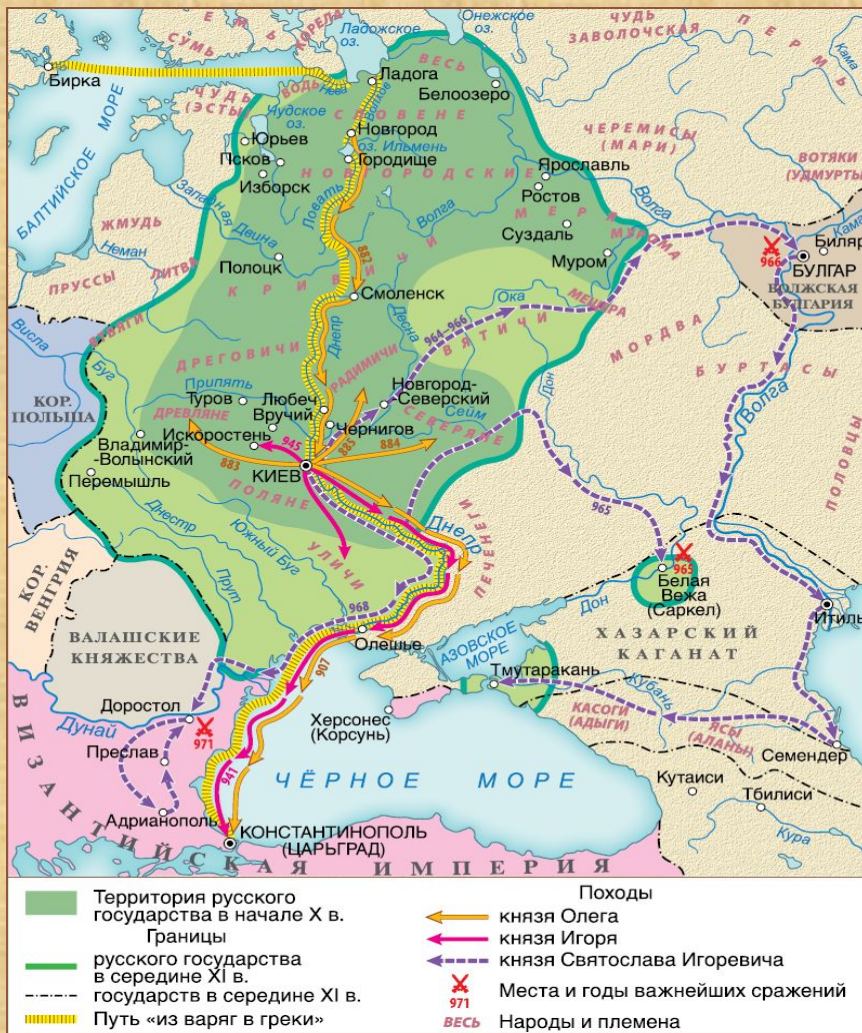 ЕМЬ
СУМЬ
КОРЕЛА
Ладожское
оз.
Онежское
оз.
ЧУДЬ
ЗАВОЛОЧСКАЯ
ПЕРМЬ
Кама
Бирка
Ладога
ВЕСЬ
Белоозеро
ВОДЬ
Нева
Волхов
ЧУДЬ
(ЭСТЫ)
СЛОВЕНЕ
Чудское
оз.
Новгород
оз. Ильмень
Городище
НОВГОРОДСКИЕ
Юрьев
Псков
Изборск
ЧЕРЕМИСЫ
(МАРИ)
ВОТЯКИ
(УДМУРТЫ)
БАЛТИЙСКОЕ МОРЕ
Ярославль
Ростов
Волга
МЕРЯ
Суздаль
МУРОМА
Муром
Западная Двина
Ловать
Волга
ЖМУДЬ
Неман
ПРУССЫ
ЛИТВА
Полоцк
КРИВИЧИ
882
Смоленск
Кама
Биляр
966
БУЛГАР
ВОЛЖСКАЯ
БУЛГАРИЯ
Ока
МЕЩЕРА
964–966
ВЯТИЧИ
МОРДВА
БУРТАСЫ
Волга
Висла
ЯТВЯГИ
Буг
ДРЕГОВИЧИ
Днепр
Десна
РАДИМИЧИ
Дон
КОР.
ПОЛЬША
Припять
Туров
Любеч
Вручий
Новгород-
Северский
Сейм
ДРЕВЛЯНЕ
Искоростень
Чернигов
СЕВЕРЯНЕ
Владимир-
Волынский
945
885
884
883
КИЕВ
Перемышль
ПОЛЯНЕ
Днепр
ПЕЧЕНЕГИ
965
ПОЛОВЦЫ
Днестр
Южный Буг
УЛИЧИ
Прут
КОР.
ВЕНГРИЯ
965
Белая
Вежа
(Саркел)
968
Дон
ВАЛАШСКИЕ
КНЯЖЕСТВА
Олешье
907
АЗОВСКОЕ
МОРЕ
ХАЗАРСКИЙ
КАГАНАТ
Итиль
Тмутаракань
Кубань
Дунай
Доростол
971
Херсонес
(Корсунь)
КАСОГИ
(АДЫГИ)
ЯСЫ
(АЛАНЫ)
Семендер
Преслав
941
ЧЁРНОЕ МОРЕ
Кутаиси
Тбилиси
Кура
Адрианополь
КОНСТАНТИНОПОЛЬ
(ЦАРЬГРАД)
ВИЗАНТИЙСКАЯ ИМПЕРИЯ
Территория русского
государства в начале X в.
Границы
русского государства
в середине XI в.
государств в середине XI в.
Путь «из варяг в греки»
Походы
князя Олега
князя Игоря
князя Святослава Игоревича
971
Места и годы важнейших сражений
ВЕСЬ
Народы и племена